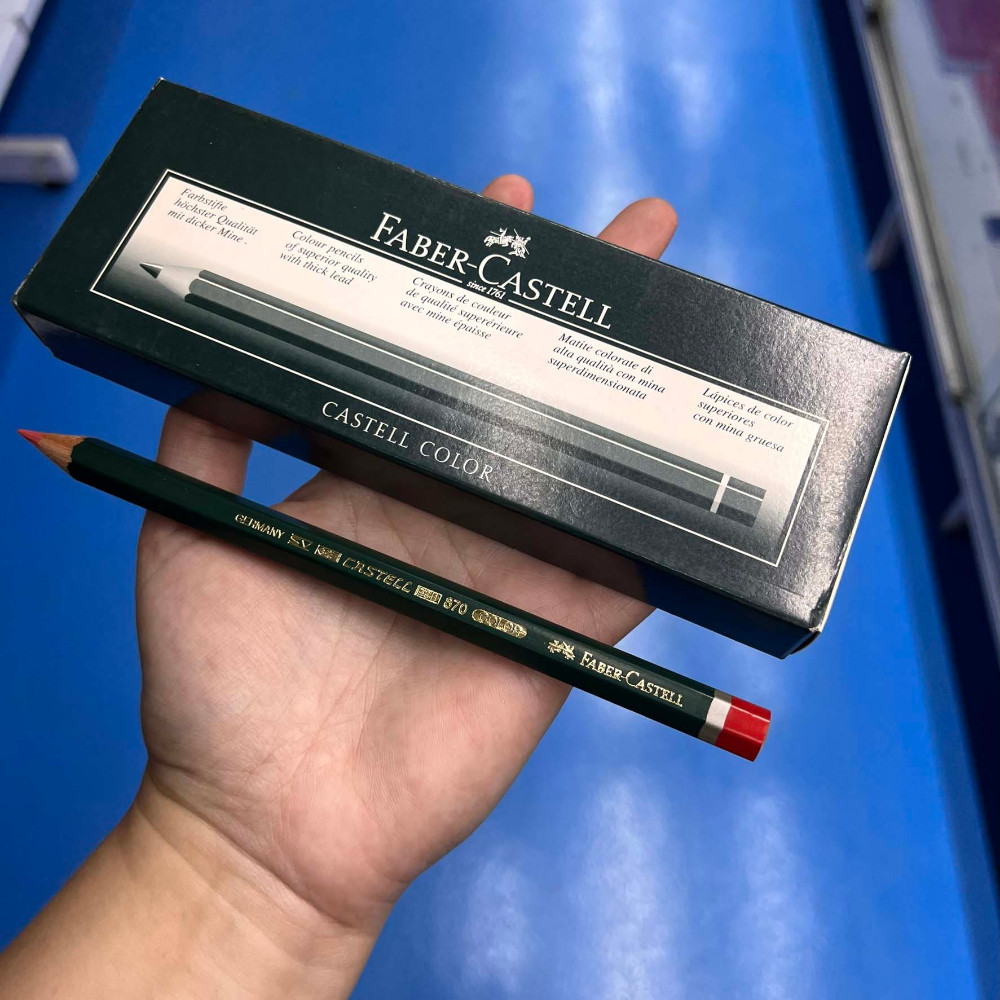 FABER-CASTELL
since 1761
Farbstifte
höchster Qualität
mit dicker Mine.
Colour pencils
of superior quality
with thick lead
Crayons de couleur
de qualité superérieure
avec mine épaisse
Matite colorate di
alta qualità con mina
superdimensionata
Lápices de color
superiores
con mina gruesa
CASTELL COLOR
GERMANY CASTELL 870 COLOR FABER-CASTELL